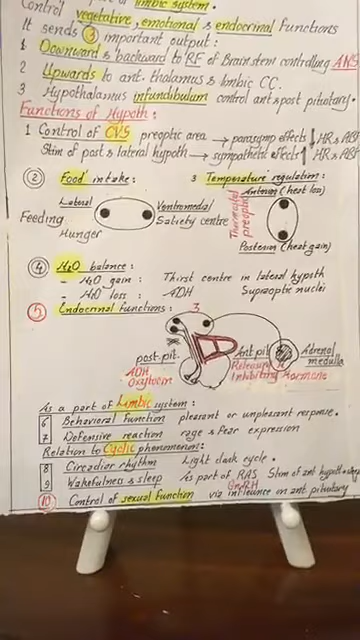 limbic system.
Control vegetative, emotional & endocrinal Functions
It sends 3 important output:
1 Downward & backward to RF of Brain stem controlling ANS
2 Upwards to ant. thalamus & limbic CC.
3 Hypothalamus infundibulum control ant & post pituitary.
Functions of Hypoth:
1 Control of CVS preoptic area → parasymp effects ↓ HR &
Stim of post & lateral hypoth → sympathetic effects ↑ HR &
2 Food intake: 3 Temperature regulation:
Lateral Anterior (heat loss)
Feeding Ventromedial
Hunger Satiety centre
preoptic
Posterior (heat gain)
4 H2O balance:
- H2O gain: Thirst centre in lateral hypoth
- H2O loss: ADH Supraoptic nuclei
5 Endocrinal Functions: 3
post-pit. Ant pit Adrenal medulla
ADH Oxytocin Releasing Inhibiting Hormone
As a part of Limbic system:
6 Behavioral Function pleasant or unpleasant response.
7 Defensive reaction rage & fear expression
Relation to Cyclic phenomenon:
8 Circadian rhythm Light dark cycle.
9 Wakefulness & sleep As part of RAS Stim of ant hypoth → sleep
GnRH
10 Control of sexual function via influence on ant pituitary